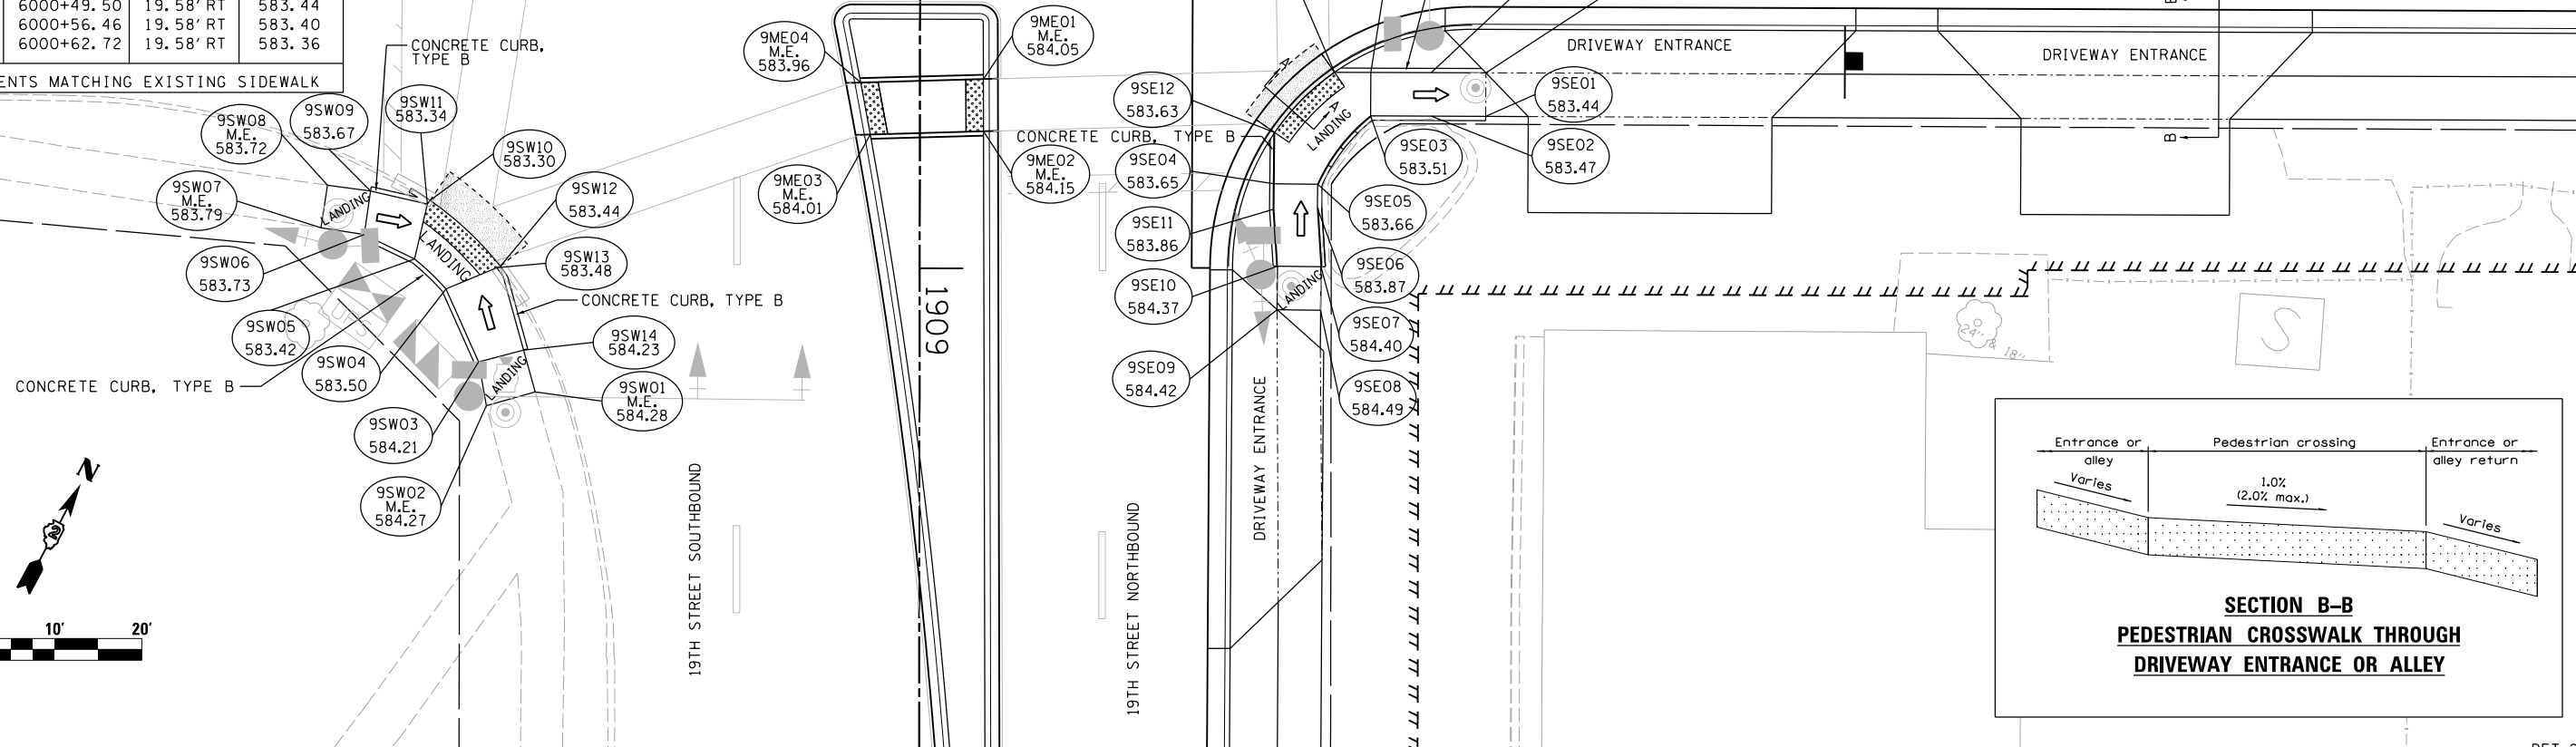 6000+49.50 19.58' RT 583.44
6000+56.46 19.58' RT 583.40
6000+62.72 19.58' RT 583.36
ENTS MATCHING EXISTING SIDEWALK
CONCRETE CURB,
TYPE B
9SW08
M.E.
583.72
9SW09
583.67
9SW11
583.34
9SW10
583.30
9SW12
583.44
9SW07
M.E.
583.79
9SW06
583.73
9SW13
583.48
LANDING
LANDING
LANDING
CONCRETE CURB, TYPE B
UFS
9SW05
583.42
9SW04
583.50
9SW14
584.23
9SW01
M.E.
584.28
CONCRETE CURB, TYPE B
9SW03
584.21
9SW02
M.E.
584.27
N
2
10' 20'
19TH STREET SOUTHBOUND
9ME04
M.E.
583.96
9ME01
M.E.
584.05
9ME03
M.E.
584.01
9ME02
M.E.
584.15
1909
19TH STREET NORTHBOUND
CONCRETE CURB, TYPE B
9SE12
583.63
9SE04
583.65
9SE11
583.86
9SE10
584.37
9SE09
584.42
A
A
LANDING
LANDING
9SE01
583.44
9SE02
583.47
9SE03
583.51
9SE05
583.66
9SE06
583.87
9SE07
584.40
9SE08
584.49
DRIVEWAY ENTRANCE
DRIVEWAY ENTRANCE
DRIVEWAY ENTRANCE
B
B
24"
& 18"
S
Entrance or
alley
Pedestrian crossing
Entrance or
alley return
Varies
1.0%
(2.0% max.)
Varies
SECTION B-B
PEDESTRIAN CROSSWALK THROUGH
DRIVEWAY ENTRANCE OR ALLEY